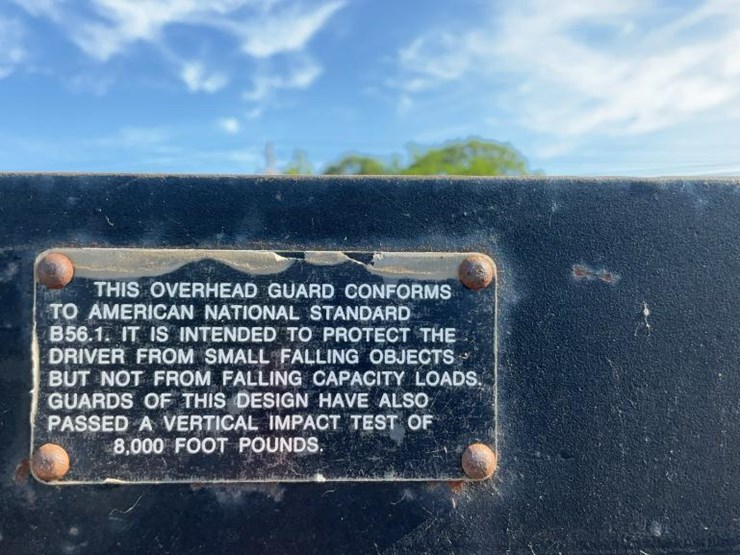 THIS OVERHEAD GUARD CONFORMS
TO AMERICAN NATIONAL STANDARD
B56.1. IT IS INTENDED TO PROTECT THE
DRIVER FROM SMALL FALLING OBJECTS
BUT NOT FROM FALLING CAPACITY LOADS.
GUARDS OF THIS DESIGN HAVE ALSO
PASSED A VERTICAL IMPACT TEST OF
8,000 FOOT POUNDS.